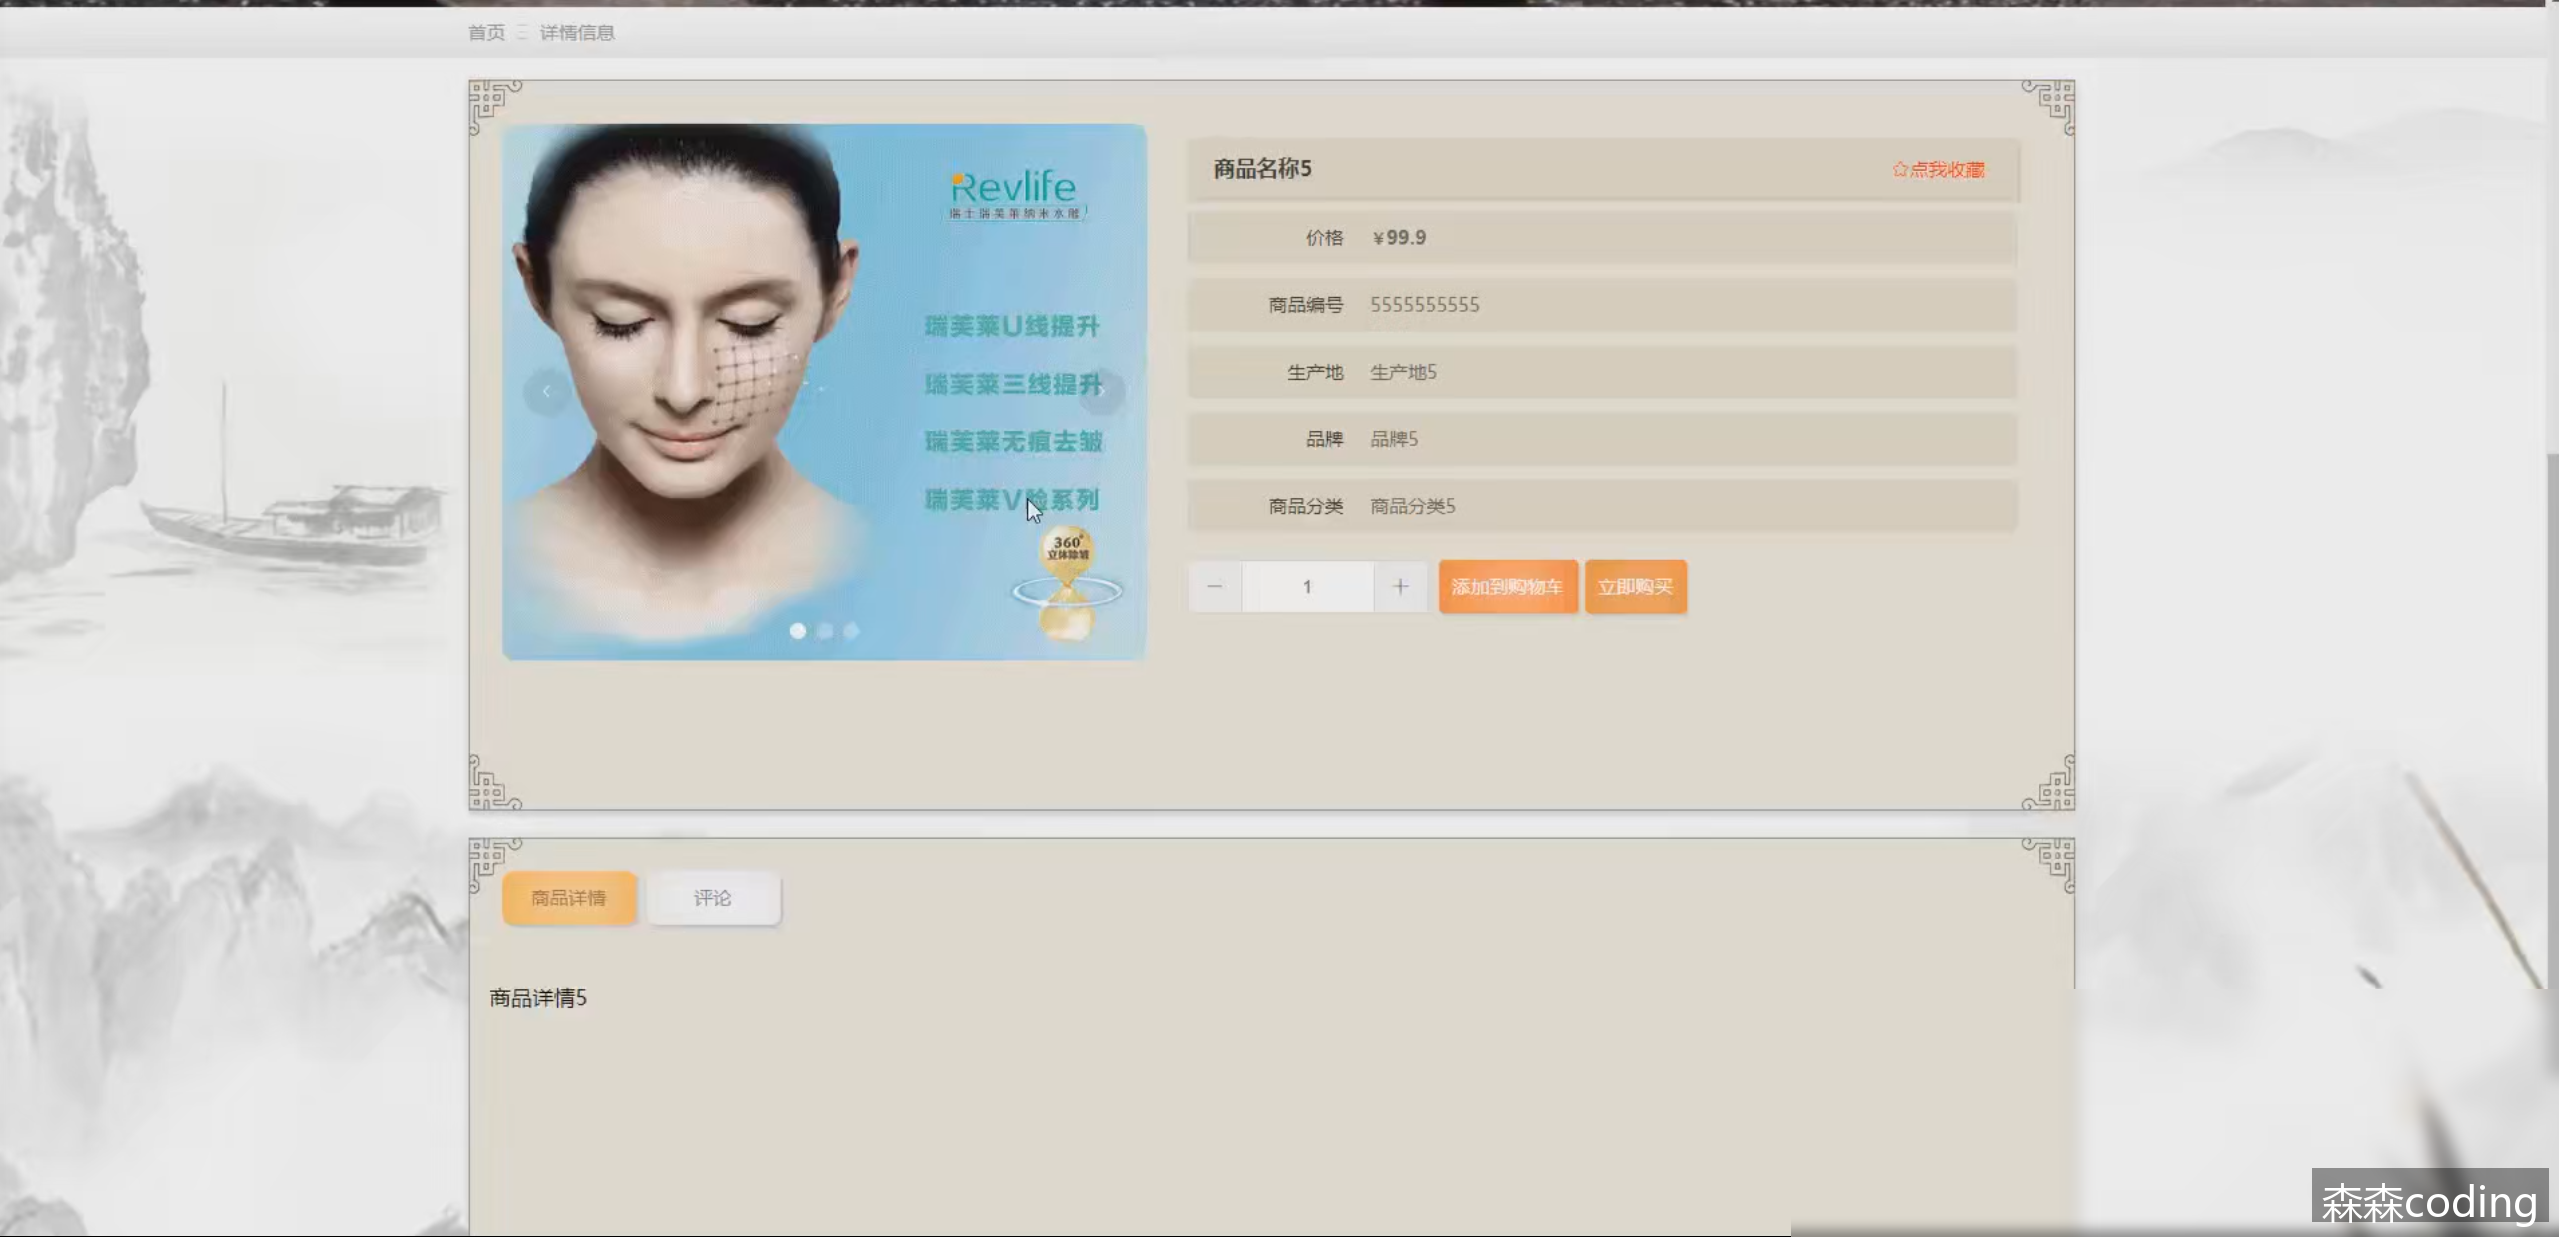 首页
详情信息
Revlife
瑞士瑞芙莱纳米水雕
瑞芙莱U线提升
瑞芙莱三线提升
瑞芙莱无痕去皱
瑞芙莱V脸系列
360°
立体除皱
商品名称5
☆点我收藏
价格 ￥99.9
商品编号 5555555555
生产地 生产地5
品牌 品牌5
商品分类 商品分类5
− 1 + 添加到购物车 立即购买
商品详情 评论
商品详情5
森森coding